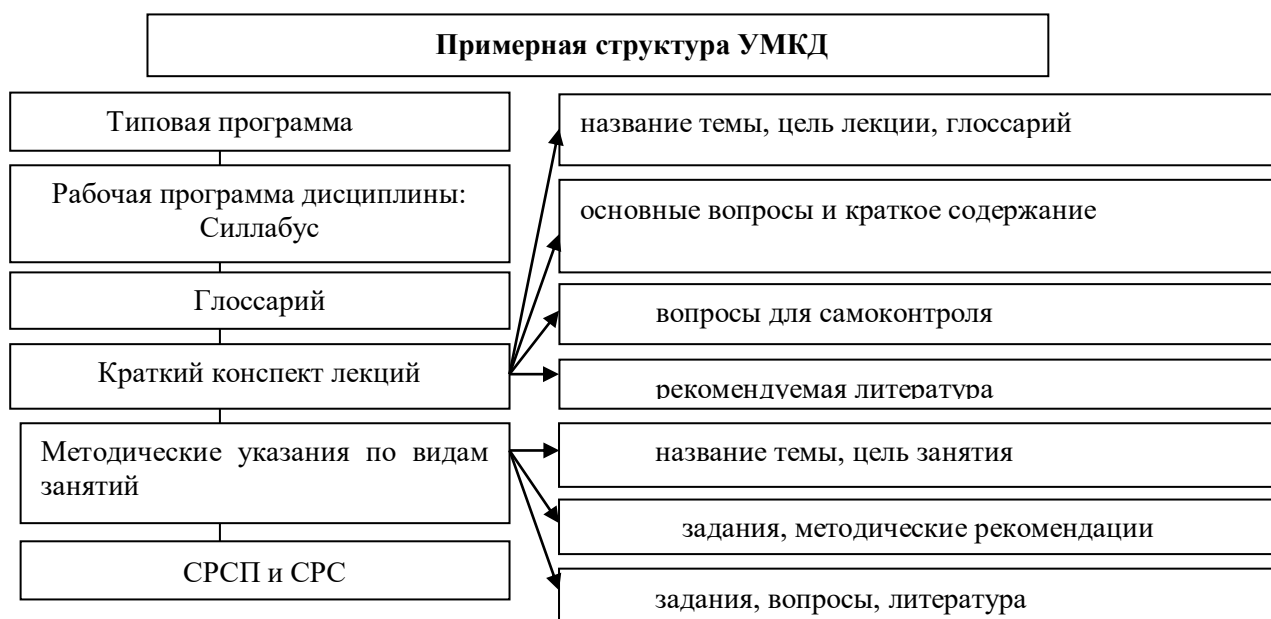 Примерная структура УМКД
Типовая программа
Рабочая программа дисциплины:
Силлабус
Глоссарий
Краткий конспект лекций
Методические указания по видам
занятий
СРСП и СРС
название темы, цель лекции, глоссарий
основные вопросы и краткое содержание
вопросы для самоконтроля
рекомендуемая литература
название темы, цель занятия
задания, методические рекомендации
задания, вопросы, литература